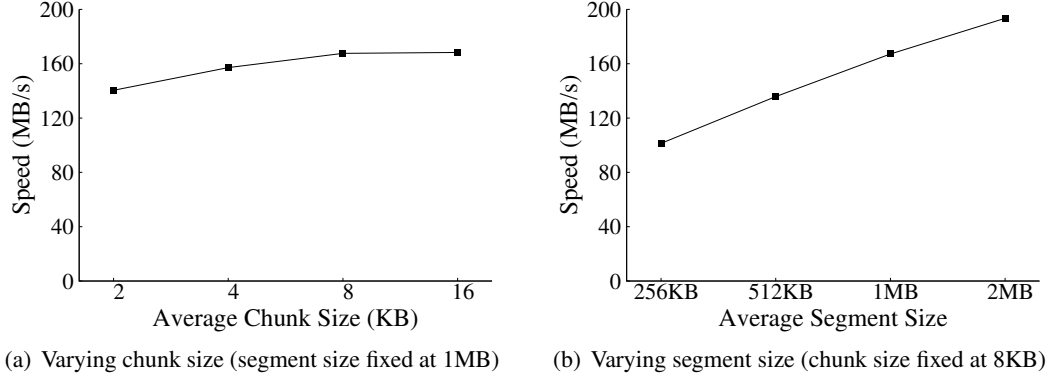 200
160
120
80
40
0
Speed (MB/s)
2 4 8 16
Average Chunk Size (KB)
(a) Varying chunk size (segment size fixed at 1MB)
200
160
120
80
40
0
Speed (MB/s)
256KB 512KB 1MB 2MB
Average Segment Size
(b) Varying segment size (chunk size fixed at 8KB)